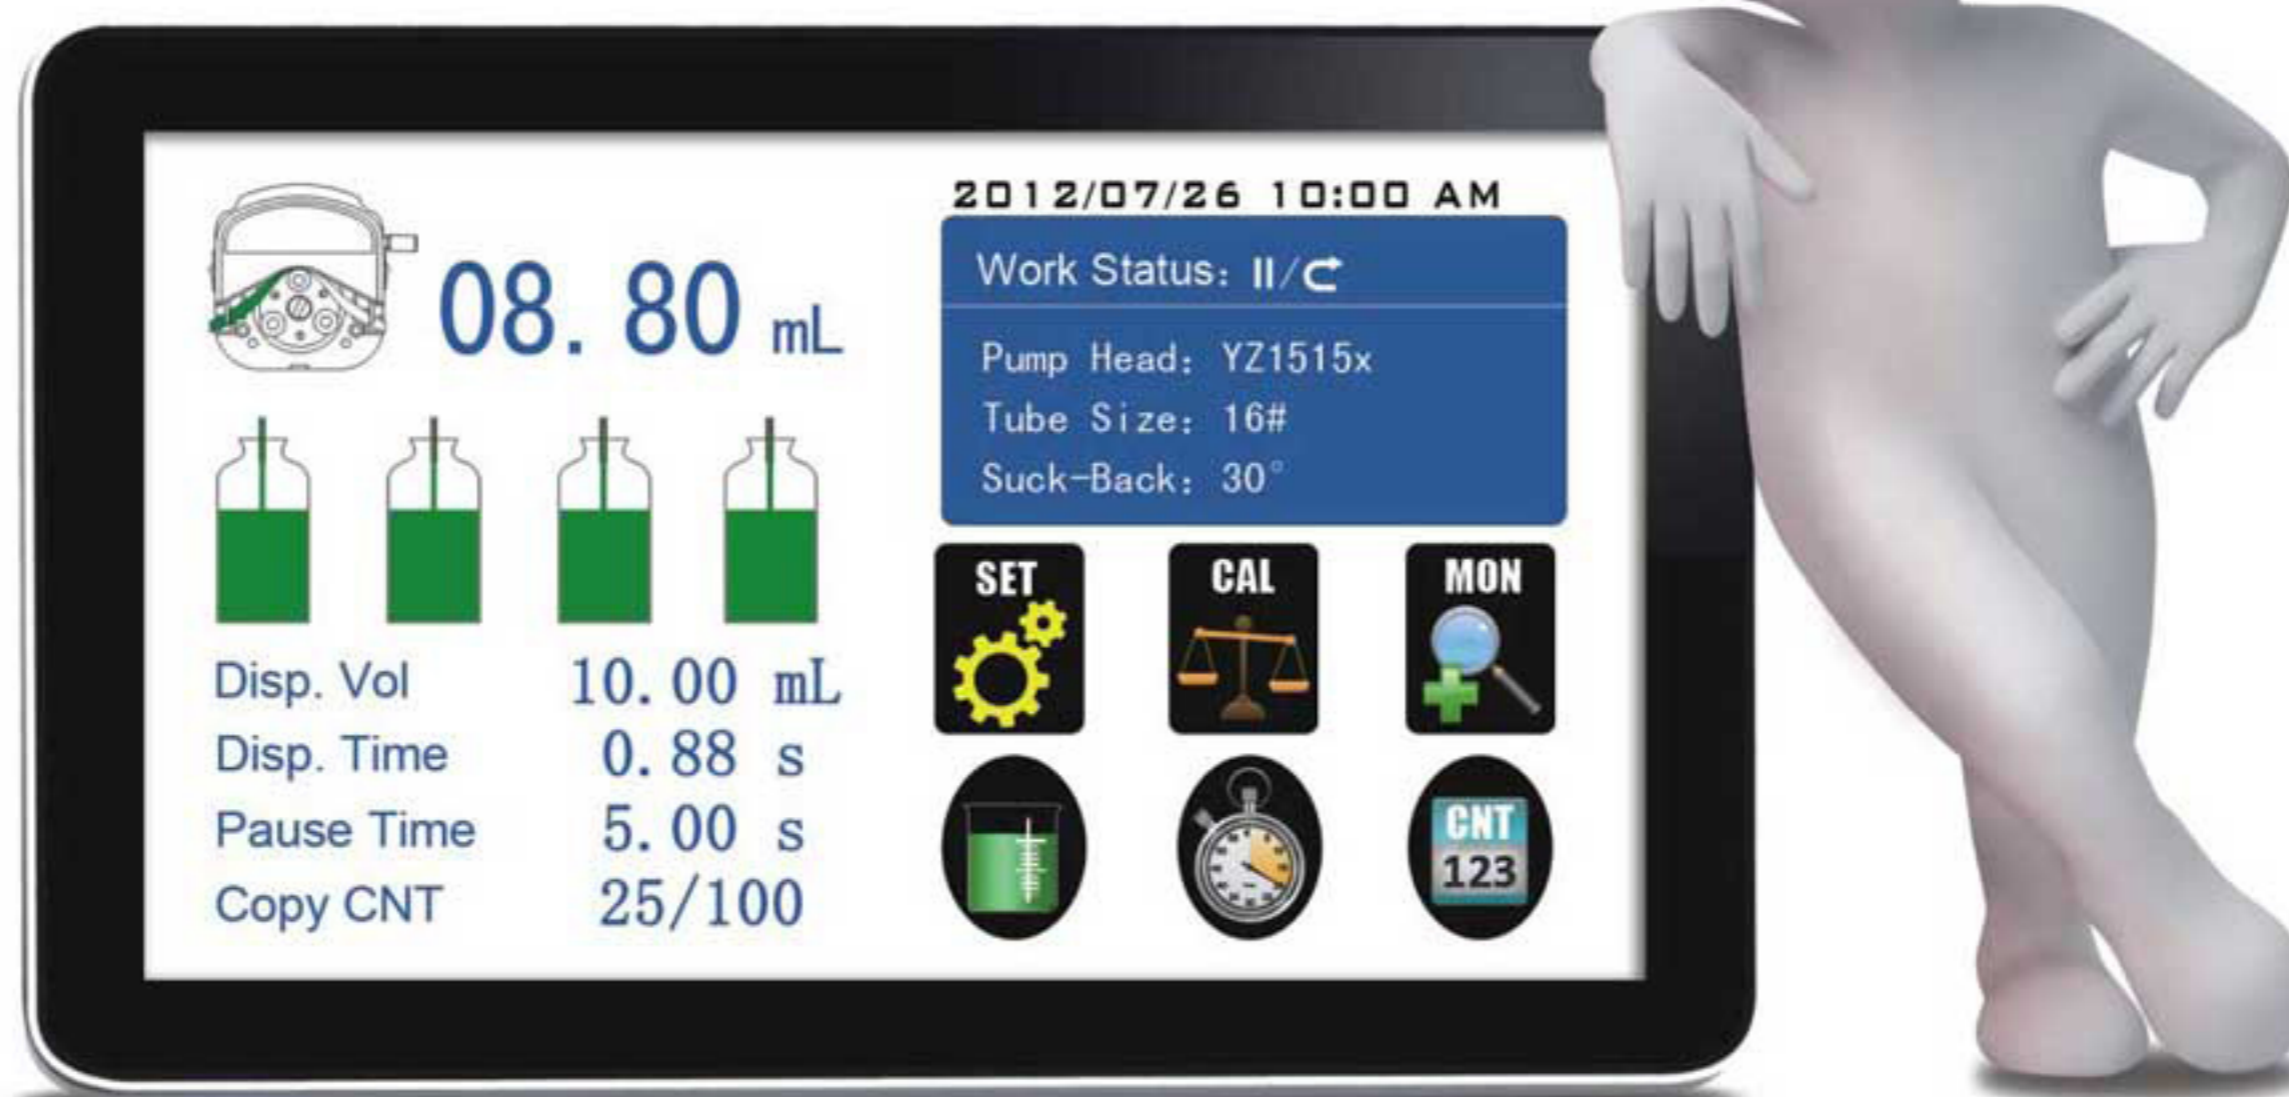 08.80 mL
Disp. Vol 10.00 mL
Disp. Time 0.88 s
Pause Time 5.00 s
Copy CNT 25/100
2012/07/26 10:00 AM
Work Status: II/
Pump Head: YZ1515x
Tube Size: 16#
Suck-Back: 30°
SET
CAL
MON
CNT
123